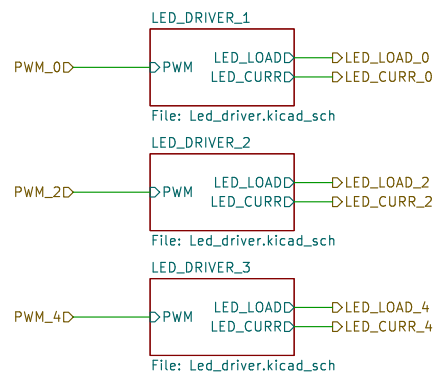 LED_DRIVER_1
LED_LOAD LED_LOAD_0
PWM_0 PWM
LED_CURR LED_CURR_0
File: Led_driver.kicad_sch
LED_DRIVER_2
LED_LOAD LED_LOAD_2
PWM_2 PWM
LED_CURR LED_CURR_2
File: Led_driver.kicad_sch
LED_DRIVER_3
LED_LOAD LED_LOAD_4
PWM_4 PWM
LED_CURR LED_CURR_4
File: Led_driver.kicad_sch